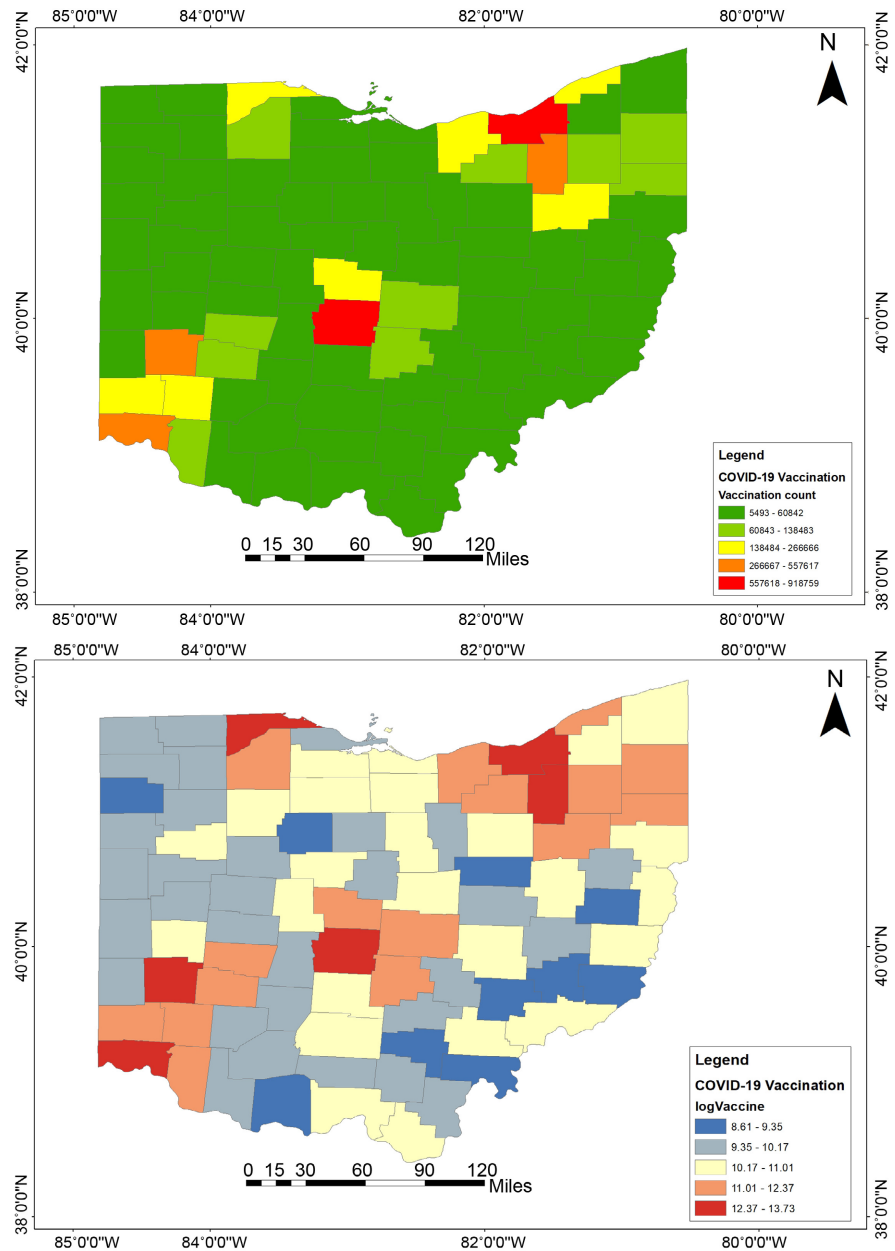 85°0'0"W 84°0'0"W 82°0'0"W 80°0'0"W
42°0'0"N 42°0'0"N
N
40°0'0"N 40°0'0"N
Legend
COVID-19 Vaccination
Vaccination count
5493 - 60842
60843 - 138483
138484 - 266666
266667 - 557617
557618 - 918759
0 15 30 60 90 120
Miles
38°0'0"N 38°0'0"N
85°0'0"W 84°0'0"W 82°0'0"W 80°0'0"W
85°0'0"W 84°0'0"W 82°0'0"W 80°0'0"W
42°0'0"N 42°0'0"N
N
40°0'0"N 40°0'0"N
Legend
COVID-19 Vaccination
logVaccine
8.61 - 9.35
9.35 - 10.17
10.17 - 11.01
11.01 - 12.37
12.37 - 13.73
0 15 30 60 90 120
Miles
38°0'0"N 38°0'0"N
85°0'0"W 84°0'0"W 82°0'0"W 80°0'0"W